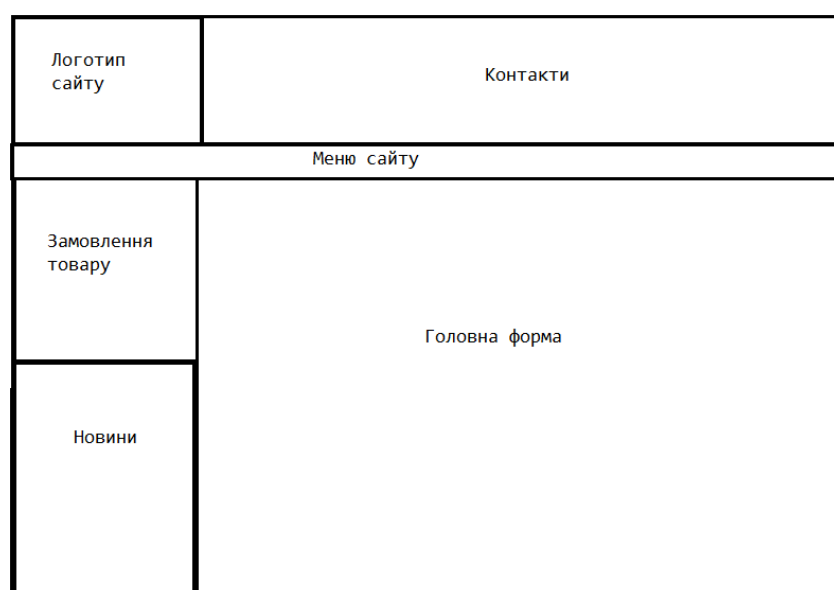 Логотип
сайту
Контакти
Меню сайту
Замовлення
товару
Головна форма
Новини